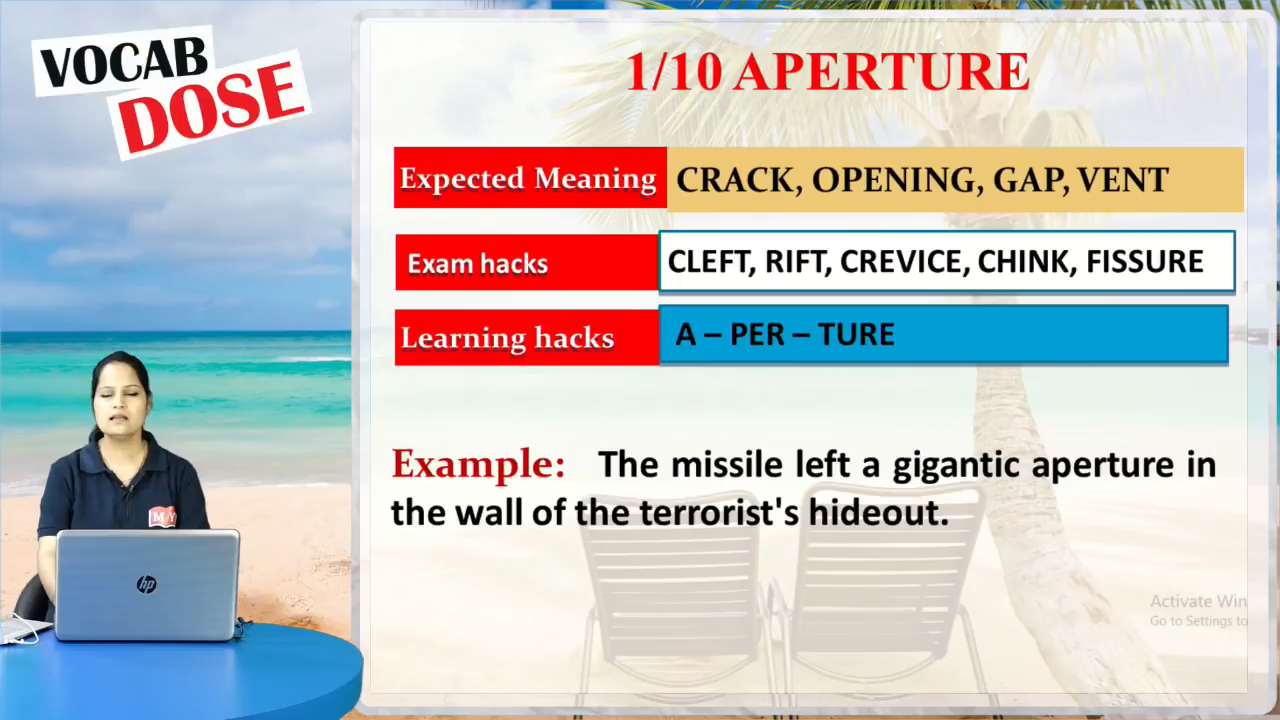 VOCAB
DOSE
1/10 APERTURE
Expected Meaning CRACK, OPENING, GAP, VENT
Exam hacks CLEFT, RIFT, CREVICE, CHINK, FISSURE
Learning hacks A – PER – TURE
Example: The missile left a gigantic aperture in
the wall of the terrorist's hideout.
M Y
hp
Activate Win
Go to Settings to